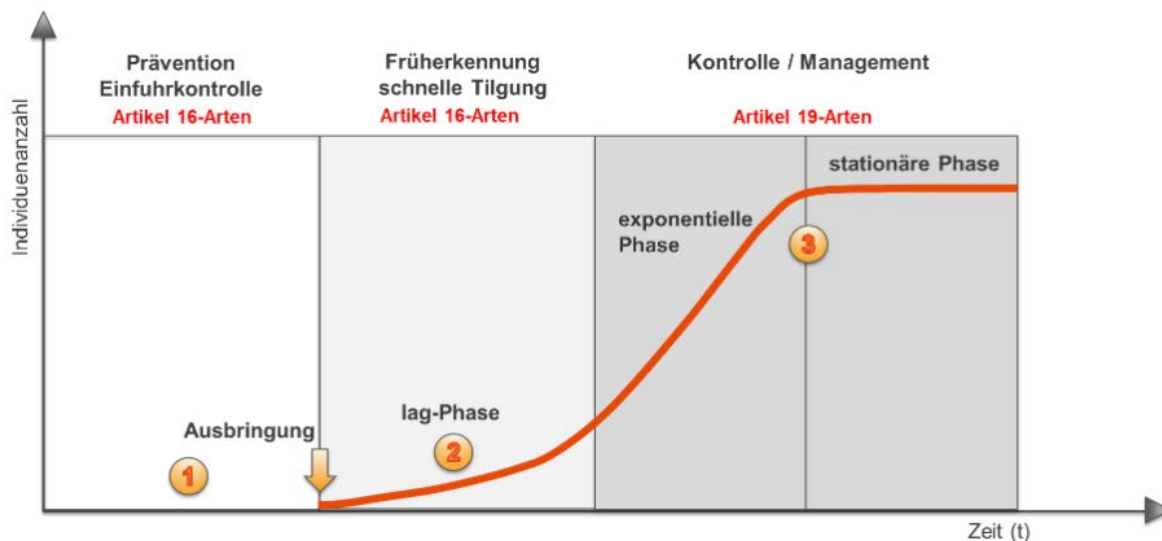 Prävention
Einfuhrkontrolle
Artikel 16-Arten
Früherkennung
schnelle Tilgung
Artikel 16-Arten
Kontrolle / Management
Artikel 19-Arten
Individuenanzahl
stationäre Phase
exponentielle
Phase
3
lag-Phase
Ausbringung
2
1
Zeit (t)